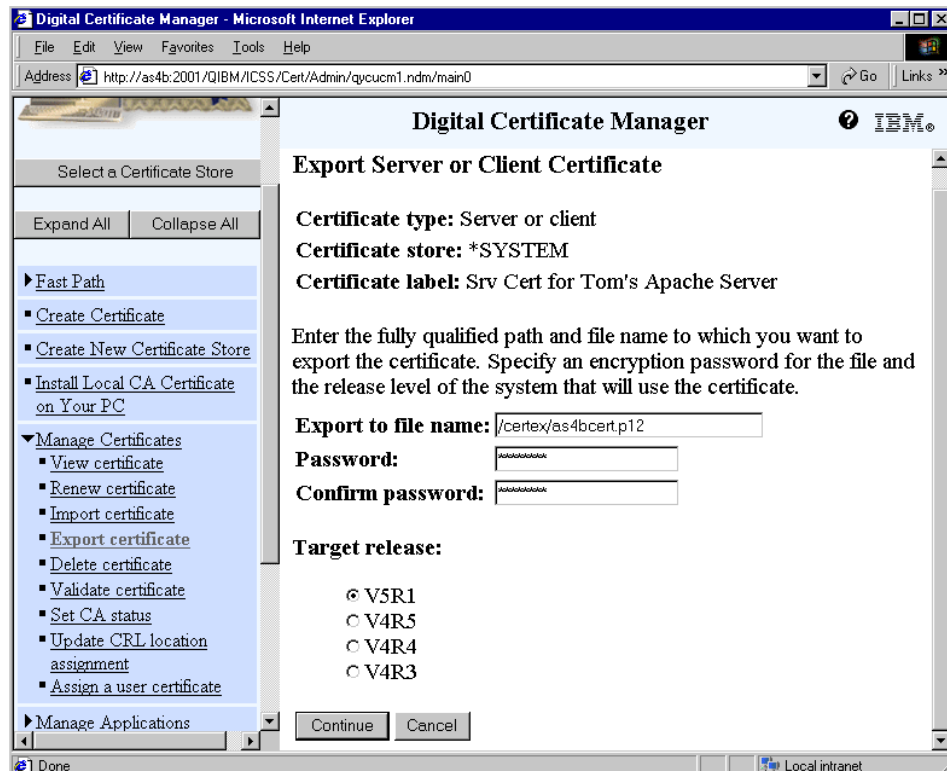 Digital Certificate Manager - Microsoft Internet Explorer
File Edit View Favorites Tools Help
Address http://as4b:2001/QIBM/ICSS/Cert/Admin/qycucm1.ndm/main0 Go Links »
Digital Certificate Manager ? IBM®
Select a Certificate Store
Expand All Collapse All
Fast Path
Create Certificate
Create New Certificate Store
Install Local CA Certificate
on Your PC
Manage Certificates
View certificate
Renew certificate
Import certificate
Export certificate
Delete certificate
Validate certificate
Set CA status
Update CRL location
assignment
Assign a user certificate
Manage Applications
Export Server or Client Certificate
Certificate type: Server or client
Certificate store: *SYSTEM
Certificate label: Srv Cert for Tom's Apache Server
Enter the fully qualified path and file name to which you want to
export the certificate. Specify an encryption password for the file and
the release level of the system that will use the certificate.
Export to file name: /certex/as4bcert.p12
Password: *********
Confirm password: *********
Target release:
V5R1
V4R5
V4R4
V4R3
Continue Cancel
Done Local intranet